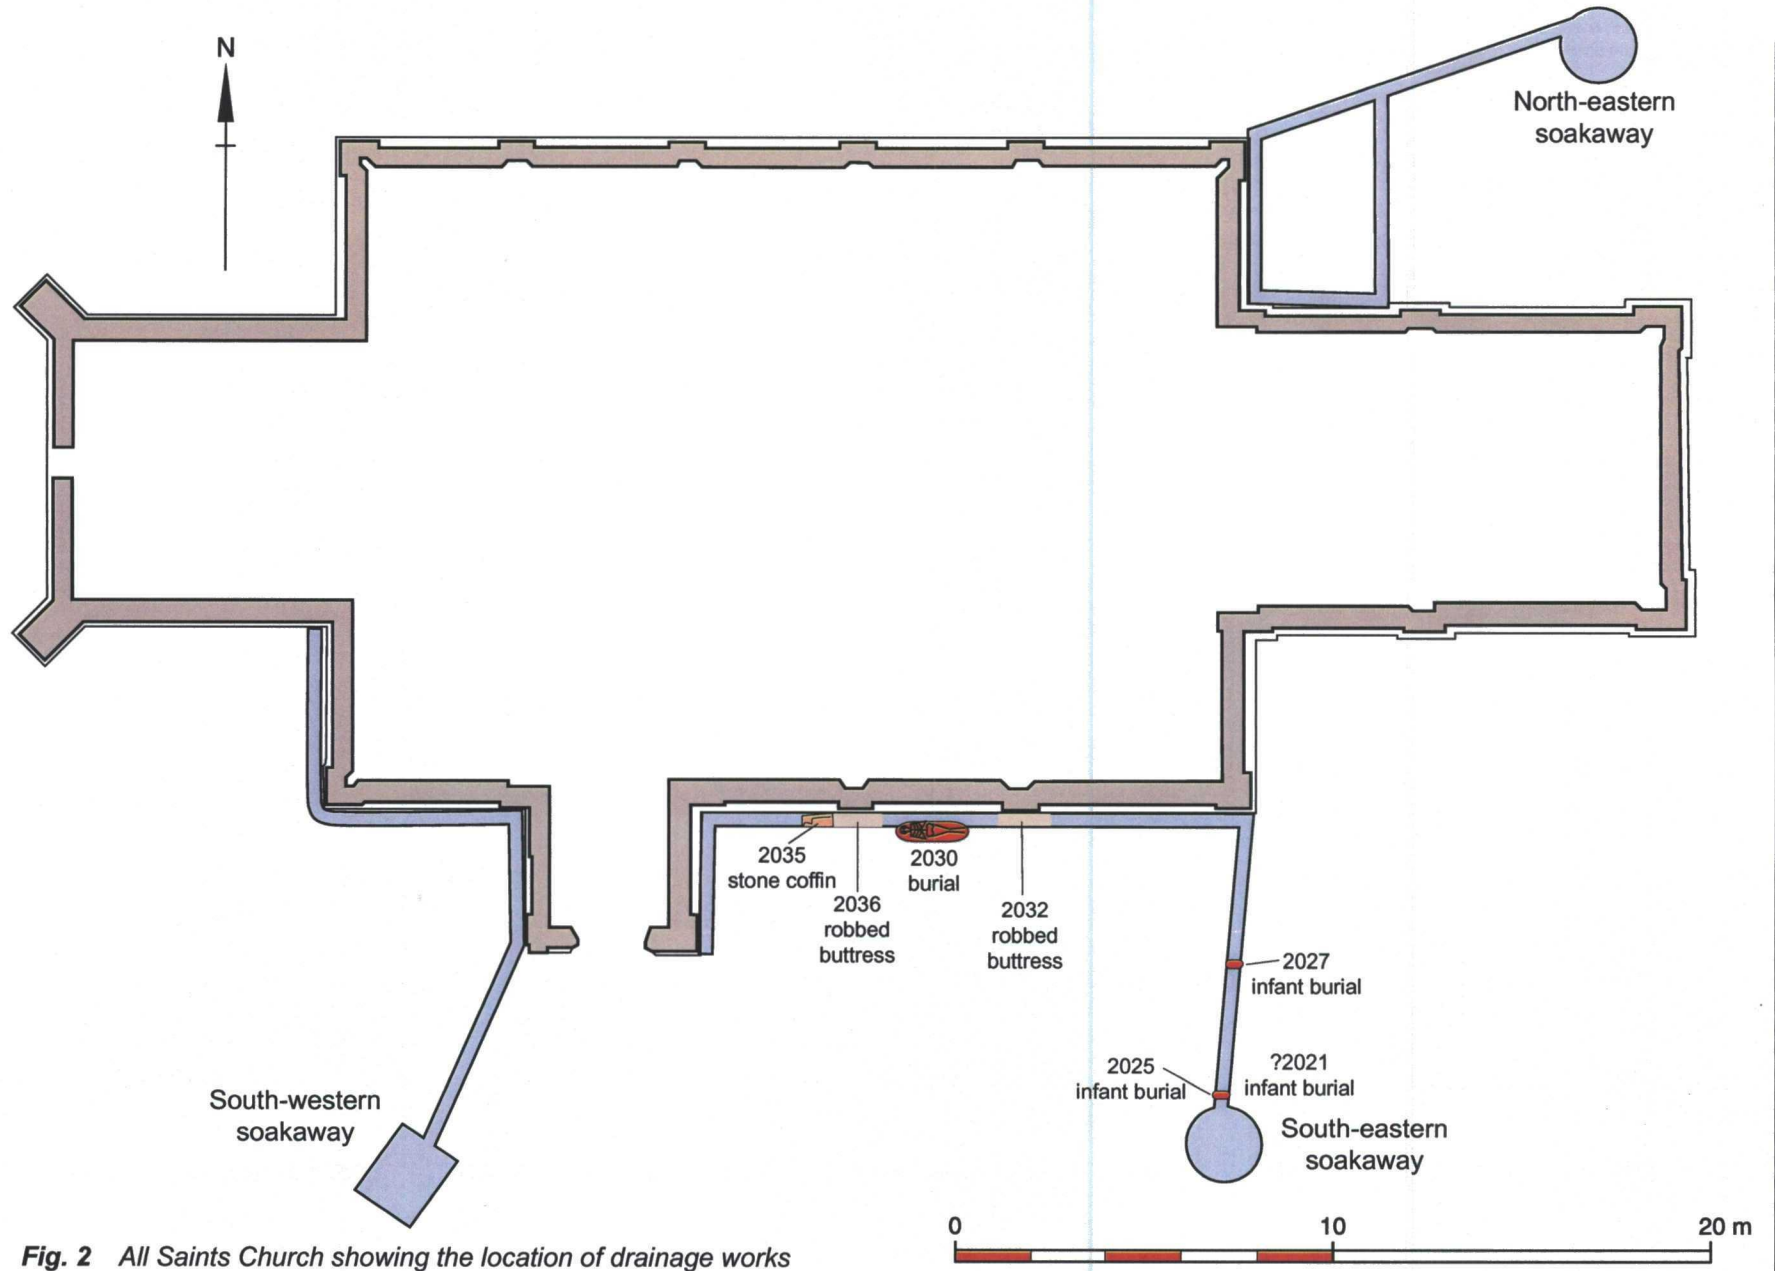 N
North-eastern
soakaway
2035
stone coffin
2036
robbed
buttress
2030
burial
2032
robbed
buttress
2027
infant burial
2025
infant burial
?2021
infant burial
South-western
soakaway
South-eastern
soakaway
0 10 20 m
Fig. 2 All Saints Church showing the location of drainage works